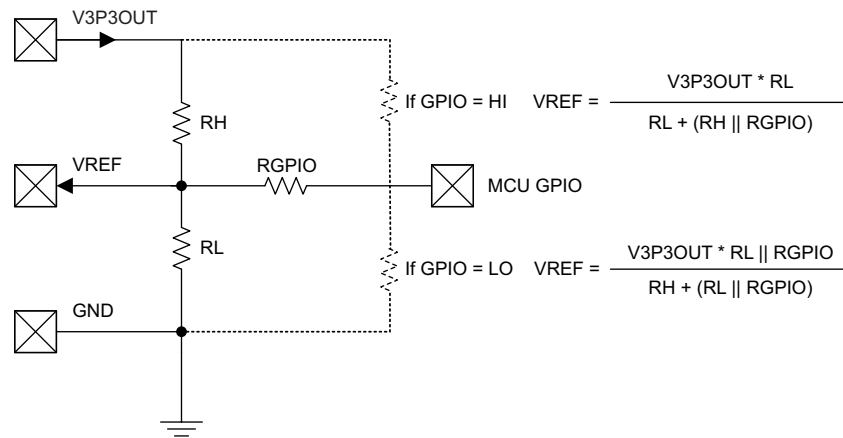 V3P3OUT
RH
If GPIO = HI VREF = V3P3OUT * RL
RL + (RH || RGPIO)
VREF
RGPIO
MCU GPIO
RL
If GPIO = LO VREF = V3P3OUT * RL || RGPIO
RH + (RL || RGPIO)
GND